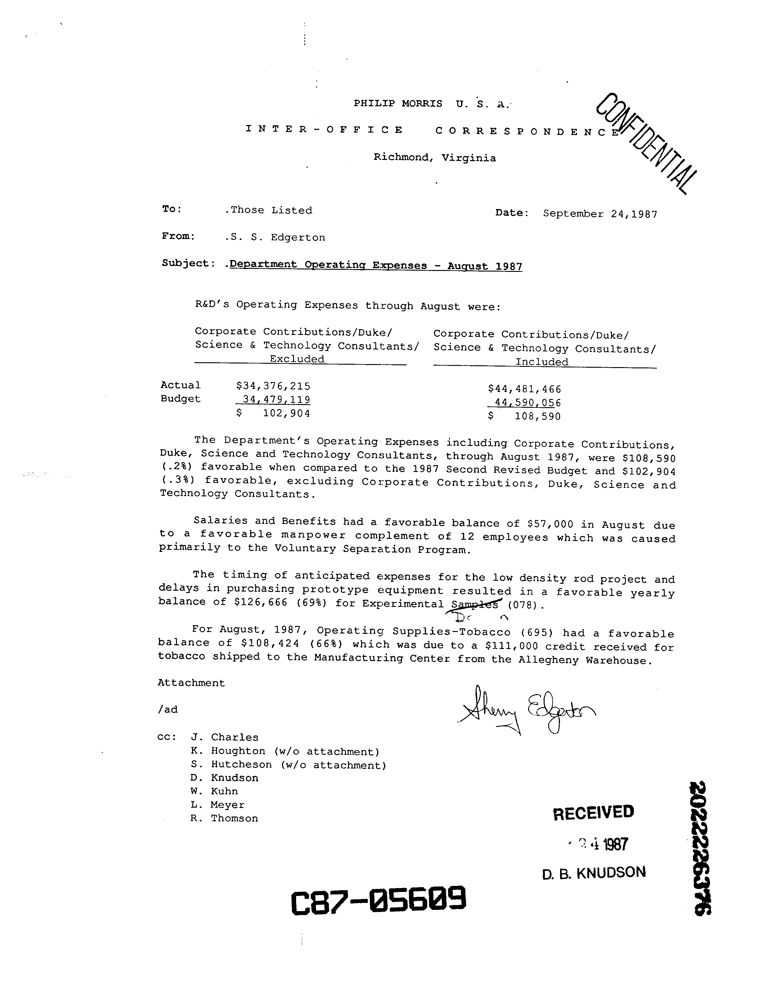 PHILIP MORRIS U. S. A.
INTER-OFFICE CORRESPONDENCE
CONFIDENTIAL
Richmond, Virginia
To: .Those Listed Date: September 24,1987
From: .S. S. Edgerton
Subject: .Department Operating Expenses - August 1987
R&D's Operating Expenses through August were:
Corporate Contributions/Duke/ Corporate Contributions/Duke/
Science & Technology Consultants/ Science & Technology Consultants/
Excluded Included
Actual $34,376,215 $44,481,466
Budget 34,479,119 44,590,056
$ 102,904 $ 108,590
The Department's Operating Expenses including Corporate Contributions,
Duke, Science and Technology Consultants, through August 1987, were $108,590
(.2%) favorable when compared to the 1987 Second Revised Budget and $102,904
(.3%) favorable, excluding Corporate Contributions, Duke, Science and
Technology Consultants.
Salaries and Benefits had a favorable balance of $57,000 in August due
to a favorable manpower complement of 12 employees which was caused
primarily to the Voluntary Separation Program.
The timing of anticipated expenses for the low density rod project and
delays in purchasing prototype equipment resulted in a favorable yearly
balance of $126,666 (69%) for Experimental Samples (078).
For August, 1987, Operating Supplies-Tobacco (695) had a favorable
balance of $108,424 (66%) which was due to a $111,000 credit received for
tobacco shipped to the Manufacturing Center from the Allegheny Warehouse.
Attachment
/ad
Sherry Edgerton
cc: J. Charles
K. Houghton (w/o attachment)
S. Hutcheson (w/o attachment)
D. Knudson
W. Kuhn
L. Meyer
R. Thomson
RECEIVED
24 1987
D. B. KNUDSON
C87-05609
2022226376